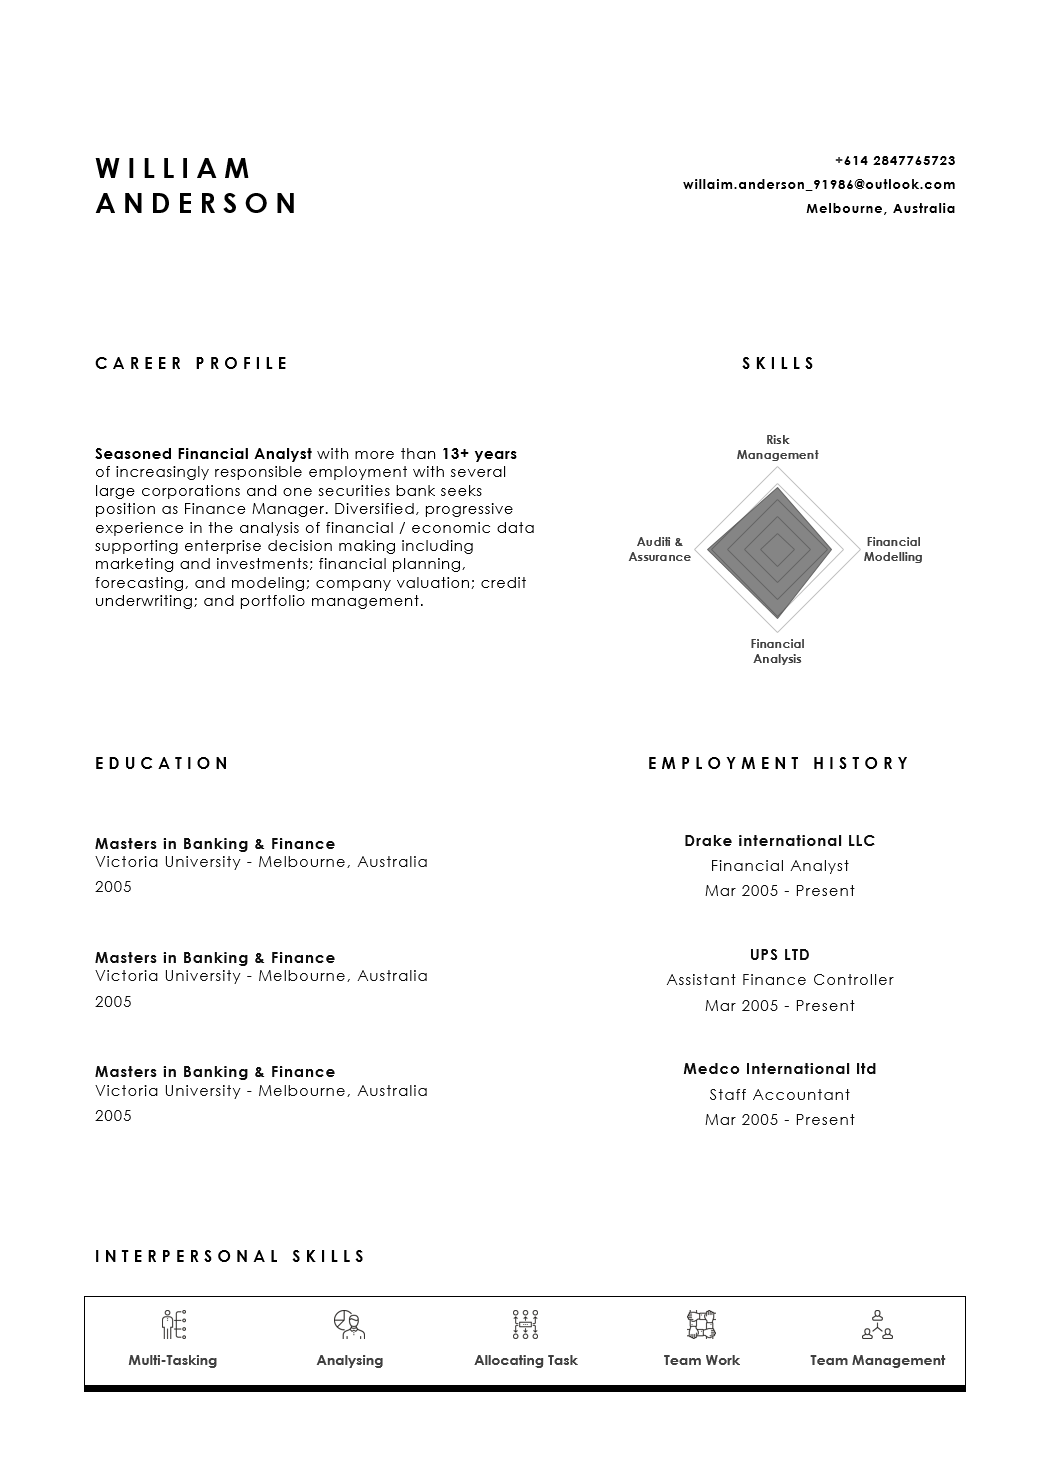 WILLIAM
ANDERSON
+614 2847765723
willaim.anderson_91986@outlook.com
Melbourne, Australia
CAREER PROFILE
Seasoned Financial Analyst with more than 13+ years
of increasingly responsible employment with several
large corporations and one securities bank seeks
position as Finance Manager. Diversified, progressive
experience in the analysis of financial / economic data
supporting enterprise decision making including
marketing and investments; financial planning,
forecasting, and modeling; company valuation; credit
underwriting; and portfolio management.
SKILLS
Risk
Management
Auditi &
Assurance
Financial
Modelling
Financial
Analysis
EDUCATION
Masters in Banking & Finance
Victoria University - Melbourne, Australia
2005
Masters in Banking & Finance
Victoria University - Melbourne, Australia
2005
Masters in Banking & Finance
Victoria University - Melbourne, Australia
2005
EMPLOYMENT HISTORY
Drake international LLC
Financial Analyst
Mar 2005 - Present
UPS LTD
Assistant Finance Controller
Mar 2005 - Present
Medco International ltd
Staff Accountant
Mar 2005 - Present
INTERPERSONAL SKILLS
Multi-Tasking
Analysing
Allocating Task
Team Work
Team Management